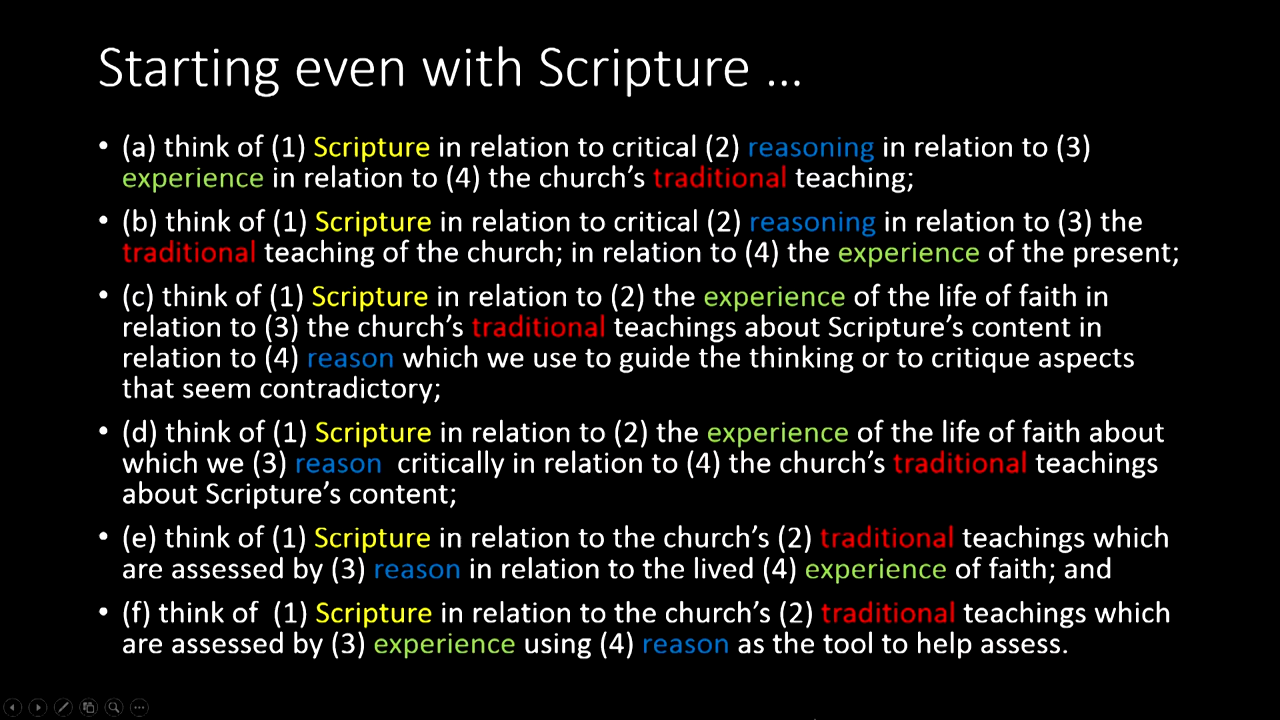 Starting even with Scripture ...
• (a) think of (1) Scripture in relation to critical (2) reasoning in relation to (3)
experience in relation to (4) the church’s traditional teaching;
• (b) think of (1) Scripture in relation to critical (2) reasoning in relation to (3) the
traditional teaching of the church; in relation to (4) the experience of the present;
• (c) think of (1) Scripture in relation to (2) the experience of the life of faith in
relation to (3) the church’s traditional teachings about Scripture’s content in
relation to (4) reason which we use to guide the thinking or to critique aspects
that seem contradictory;
• (d) think of (1) Scripture in relation to (2) the experience of the life of faith about
which we (3) reason  critically in relation to (4) the church’s traditional teachings
about Scripture’s content;
• (e) think of (1) Scripture in relation to the church’s (2) traditional teachings which
are assessed by (3) reason in relation to the lived (4) experience of faith; and
• (f) think of  (1) Scripture in relation to the church’s (2) traditional teachings which
are assessed by (3) experience using (4) reason as the tool to help assess.